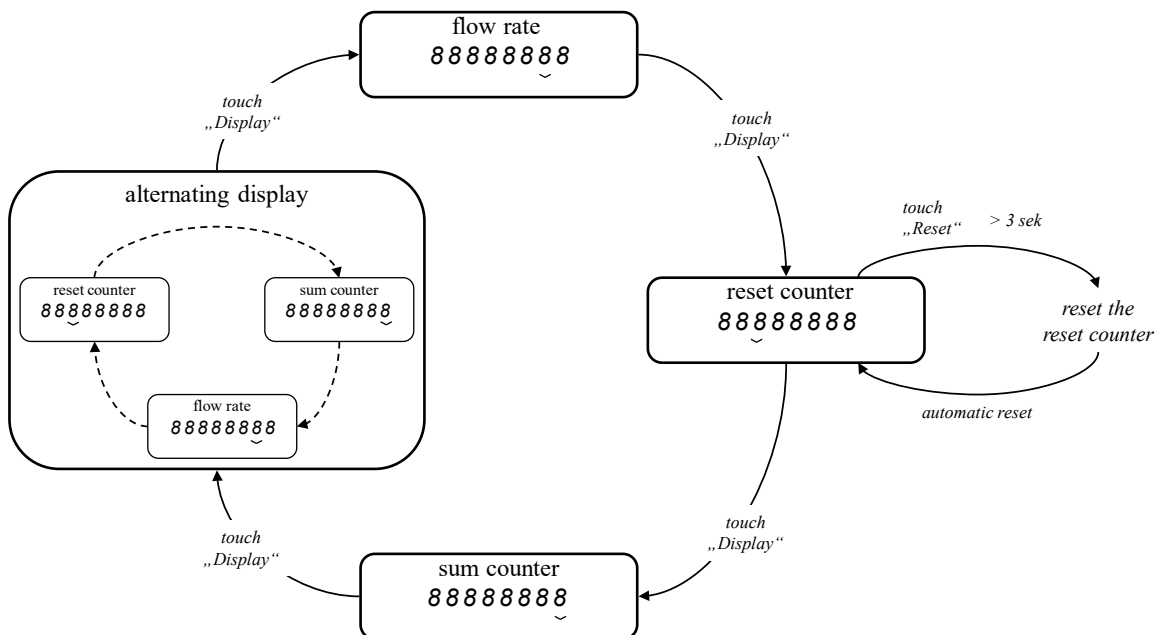 flow rate
88888888
touch
„Display“
touch
„Display“
alternating display
reset counter
88888888
sum counter
88888888
flow rate
88888888
touch
„Reset“ > 3 sek
reset counter
88888888
reset the
reset counter
automatic reset
touch
„Display“
touch
„Display“
sum counter
88888888